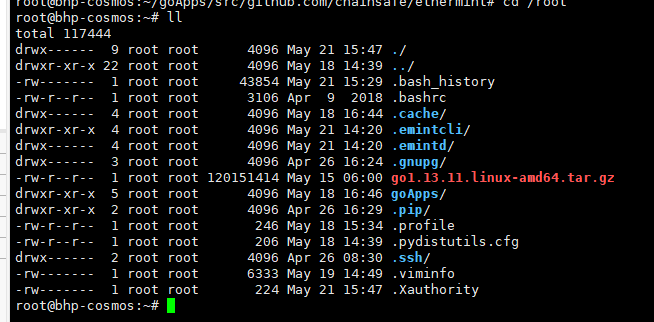 root@bhp-cosmos:~/goApps/src/github.com/chainsafe/ethermint# cd /root
root@bhp-cosmos:~# ll
total 117444
drwx------  9 root root      4096 May 21 15:47 ./
drwxr-xr-x 22 root root      4096 May 18 14:39 ../
-rw-------  1 root root     43854 May 21 15:29 .bash_history
-rw-r--r--  1 root root      3106 Apr  9  2018 .bashrc
drwx------  4 root root      4096 May 18 16:44 .cache/
drwxr-xr-x  4 root root      4096 May 21 14:20 .emintcli/
drwx------  4 root root      4096 May 21 14:20 .emintd/
drwx------  3 root root      4096 Apr 26 16:24 .gnupg/
-rw-r--r--  1 root root 120151414 May 15 06:00 go1.13.11.linux-amd64.tar.gz
drwxr-xr-x  5 root root      4096 May 18 16:46 goApps/
drwxr-xr-x  2 root root      4096 Apr 26 16:29 .pip/
-rw-r--r--  1 root root       246 May 18 15:34 .profile
-rw-r--r--  1 root root       206 May 18 14:39 .pydistutils.cfg
drwx------  2 root root      4096 Apr 26 08:30 .ssh/
-rw-------  1 root root      6333 May 19 14:49 .viminfo
-rw-------  1 root root       224 May 21 15:47 .Xauthority
root@bhp-cosmos:~#